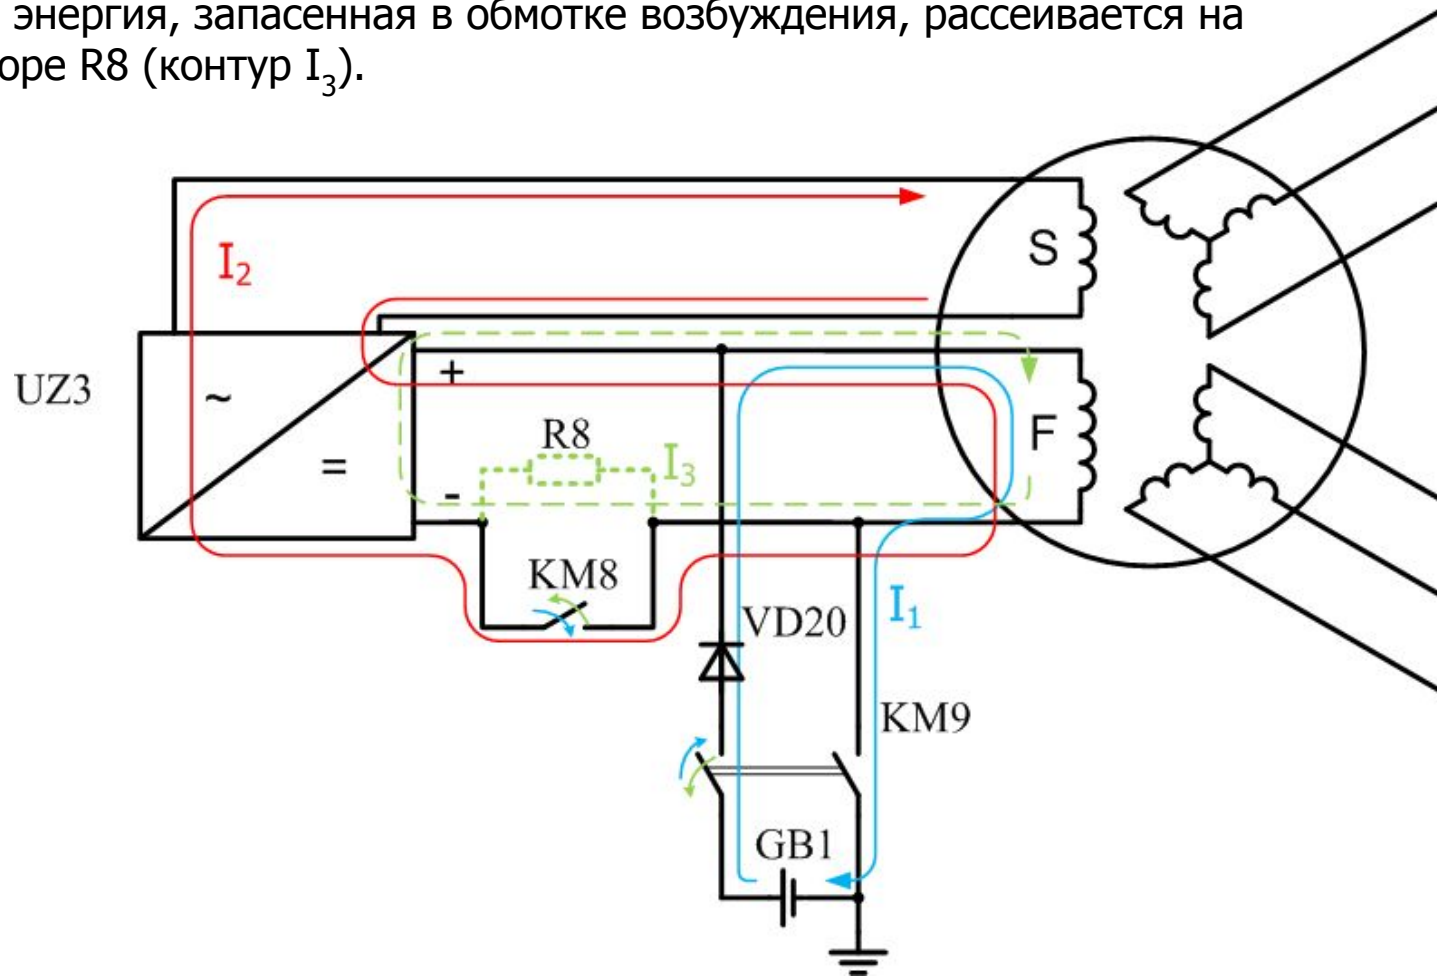 энергия, запасенная в обмотке возбуждения, рассеивается на
оре R8 (контур I₃).
I₂
S
UZ3
~
=
+
-
R8
I₃
F
KM8
VD20
I₁
KM9
GB1